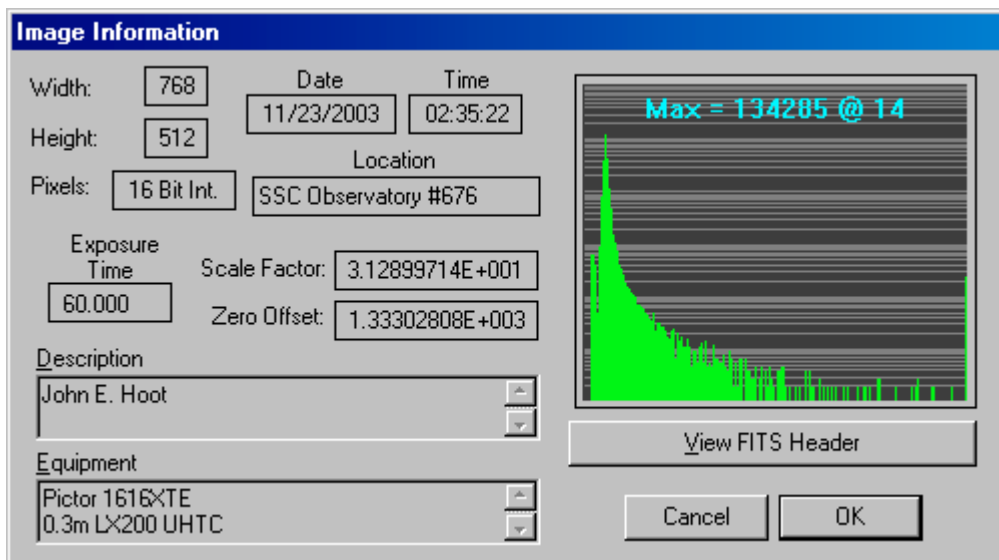 Image Information
Width: 768
Height: 512
Pixels: 16 Bit Int.
Date
11/23/2003
Time
02:35:22
Location
SSC Observatory #676
Exposure
Time
60.000
Scale Factor: 3.12899714E+001
Zero Offset: 1.33302808E+003
Description
John E. Hoot
Equipment
Pictor 1616XTE
0.3m LX200 UHTC
Max = 134285 @ 14
View FITS Header
Cancel
OK